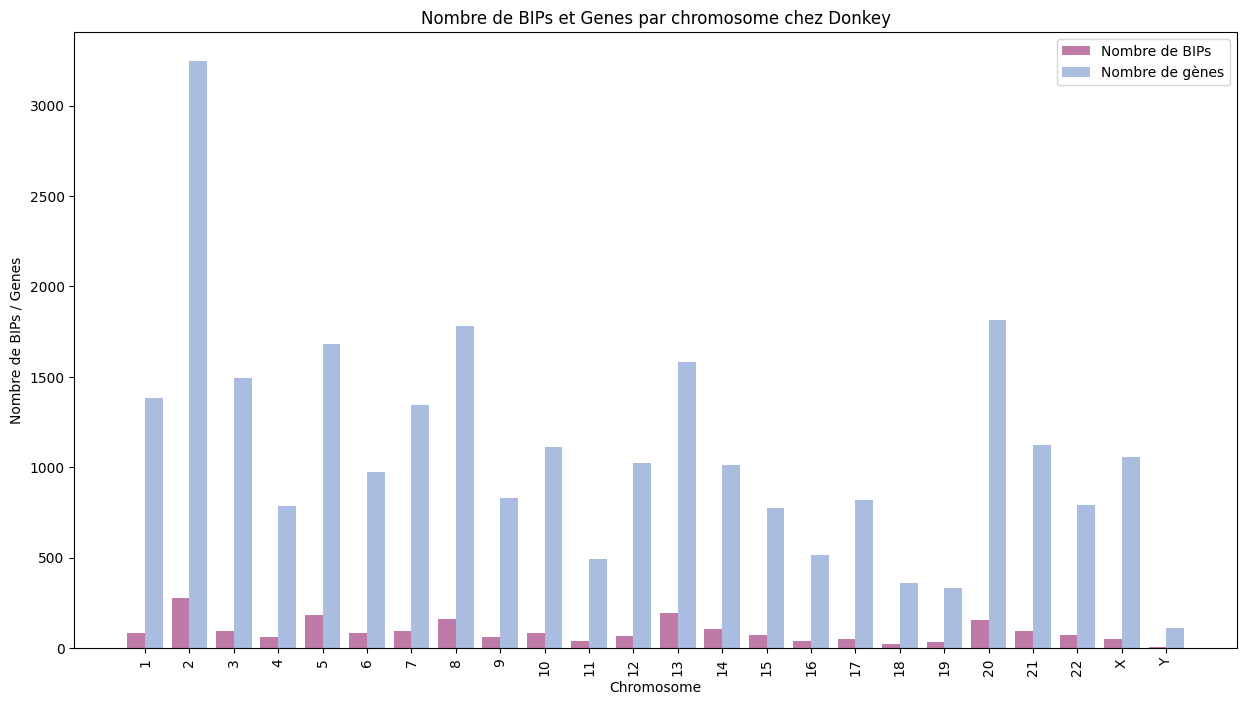 Nombre de BIPs et Genes par chromosome chez Donkey
Nombre de BIPs
Nombre de gènes
Nombre de BIPs / Genes
3000
2500
2000
1500
1000
500
0
1 2 3 4 5 6 7 8 9 10 11 12 13 14 15 16 17 18 19 20 21 22 X Y
Chromosome